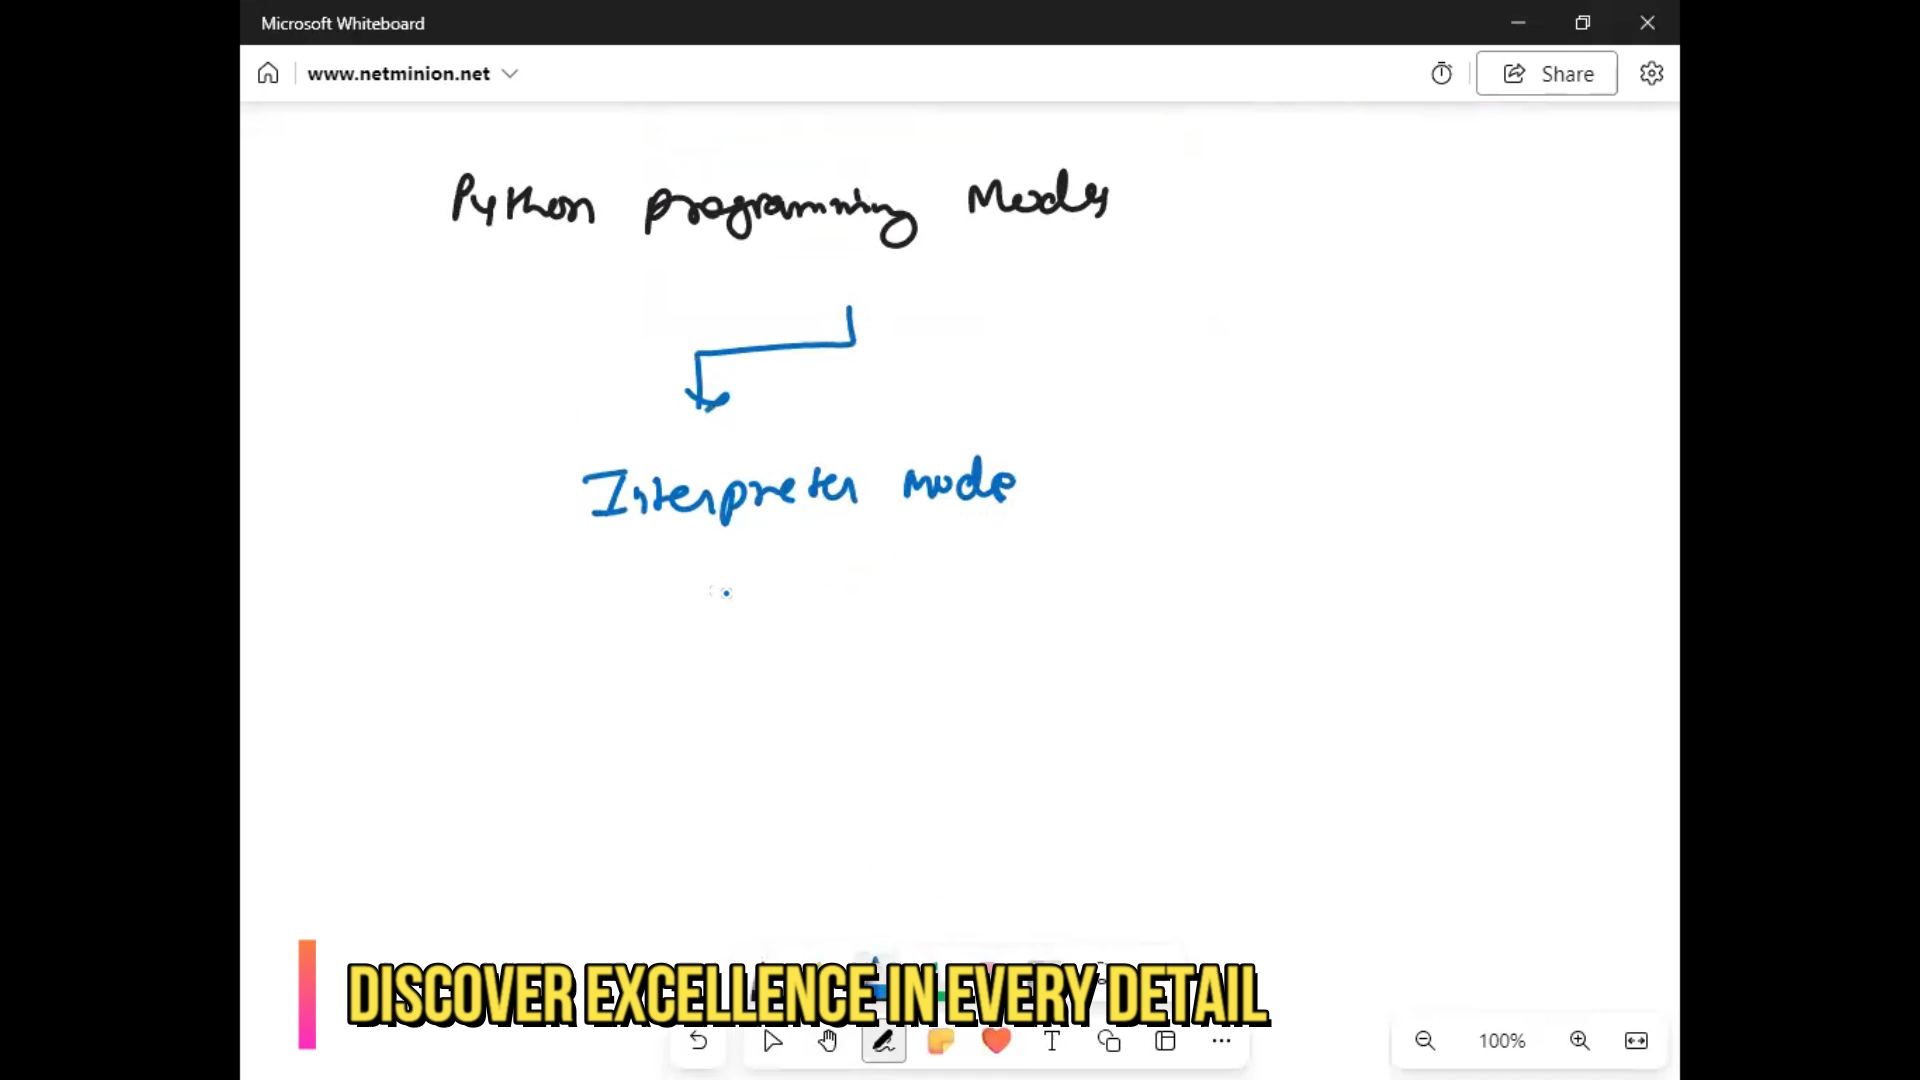 Microsoft Whiteboard
www.netminion.net
Share
Python programming Modes
Interpreter mode
DISCOVER EXCELLENCE IN EVERY DETAIL
100%